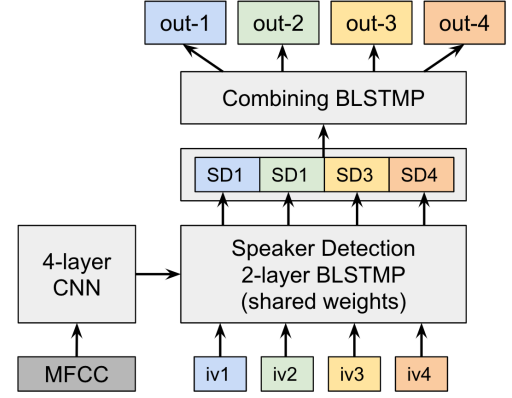 out-1 out-2 out-3 out-4
Combining BLSTMP
SD1 SD1 SD3 SD4
4-layer
CNN
Speaker Detection
2-layer BLSTMP
(shared weights)
MFCC
iv1 iv2 iv3 iv4